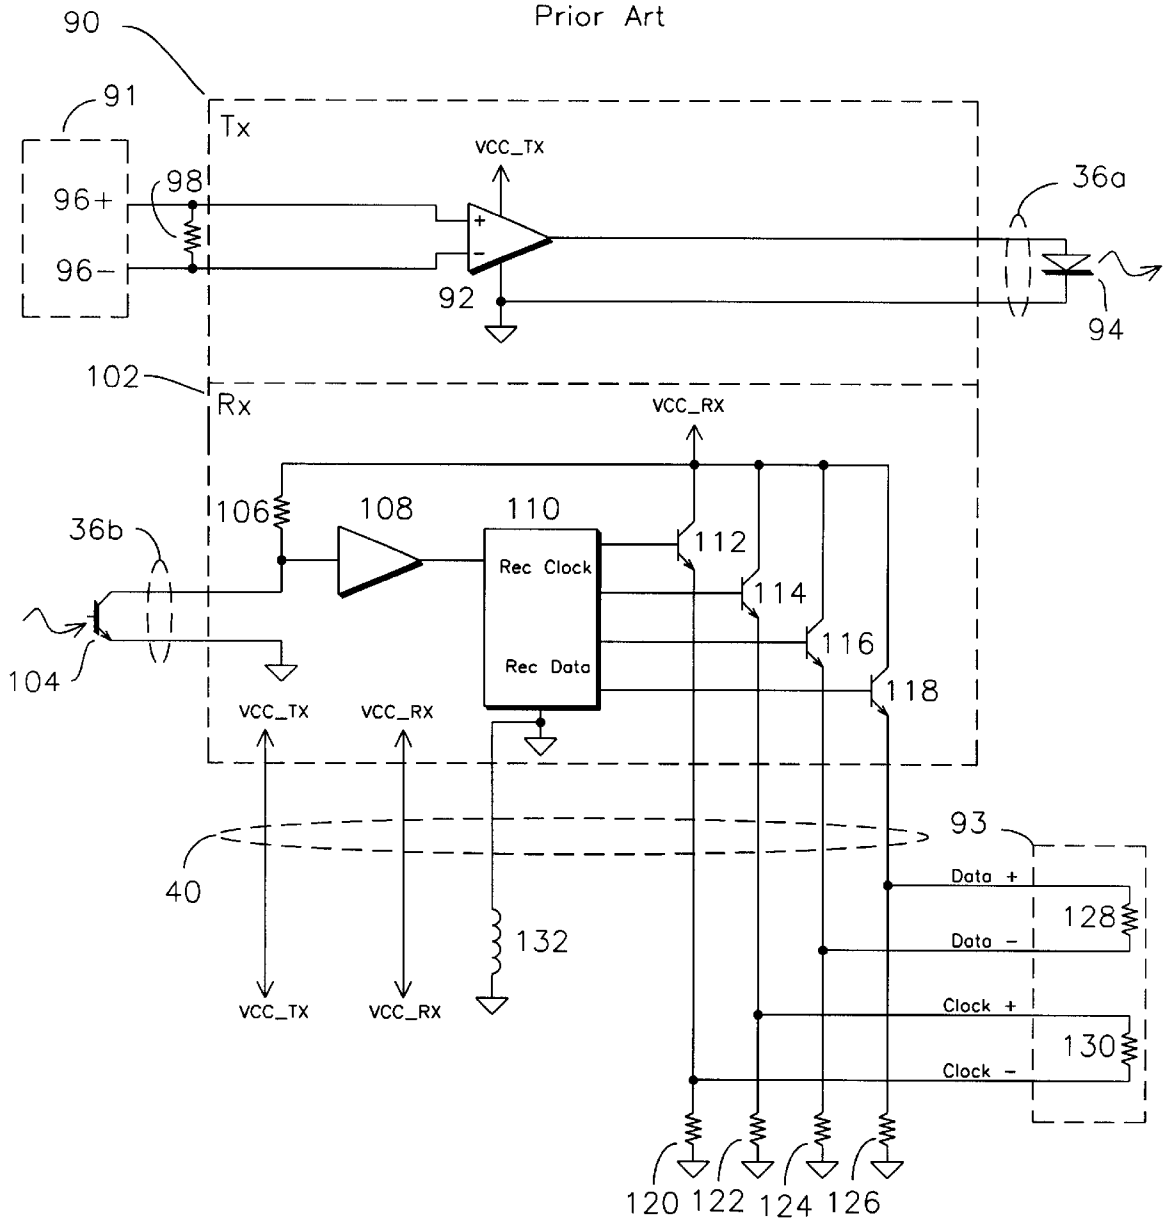 Prior Art
90
91
Tx
VCC_TX
98
36a
96+
+
96-
-
92
94
102
Rx
VCC_RX
106
108
110
36b
112
Rec Clock
114
116
Rec Data
104
118
VCC_TX
VCC_RX
93
40
Data +
128
132
Data -
VCC_TX
VCC_RX
Clock +
130
Clock -
120
122
124
126